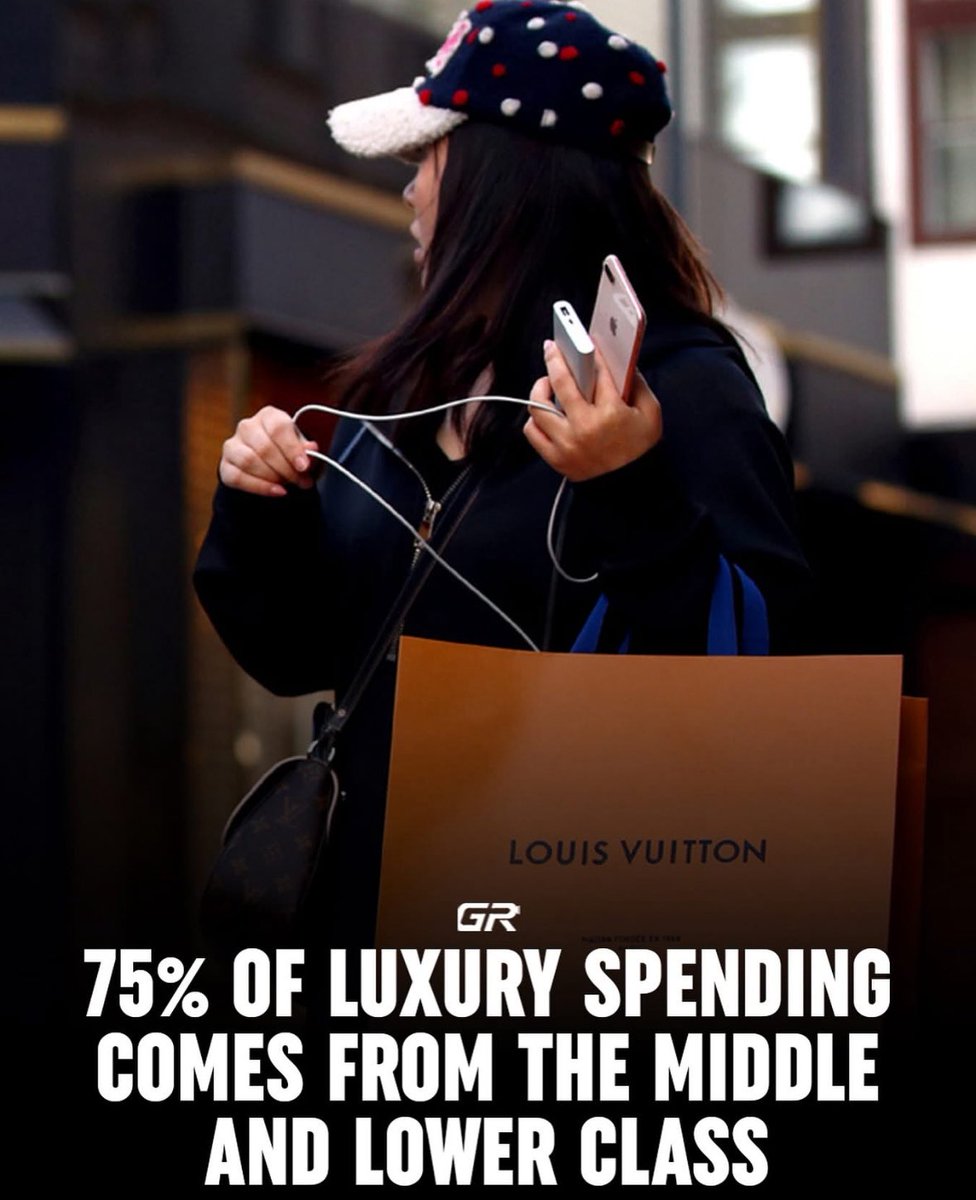 LOUIS VUITTON
GR
75% OF LUXURY SPENDING
COMES FROM THE MIDDLE
AND LOWER CLASS